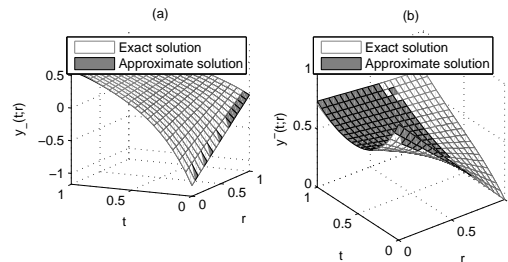 (a)
Exact solution
Approximate solution
0.5
0
−0.5
−1
y_(t;r)
1
0.5
0
t
0
0.5
1
r
(b)
Exact solution
Approximate solution
1
0.5
0
y¯(t;r)
1
0.5
0
t
0
0.5
1
r